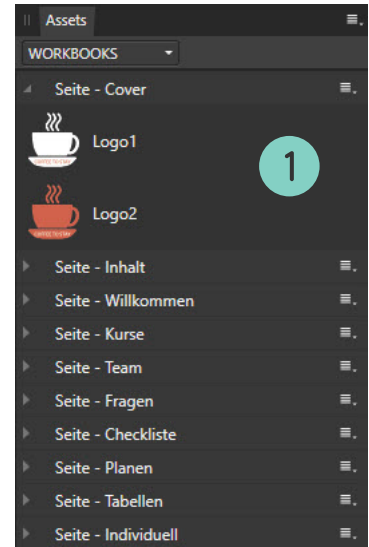 Assets
WORKBOOKS
Seite - Cover
Logo1
1
Logo2
Seite - Inhalt
Seite - Willkommen
Seite - Kurse
Seite - Team
Seite - Fragen
Seite - Checkliste
Seite - Planen
Seite - Tabellen
Seite - Individuell